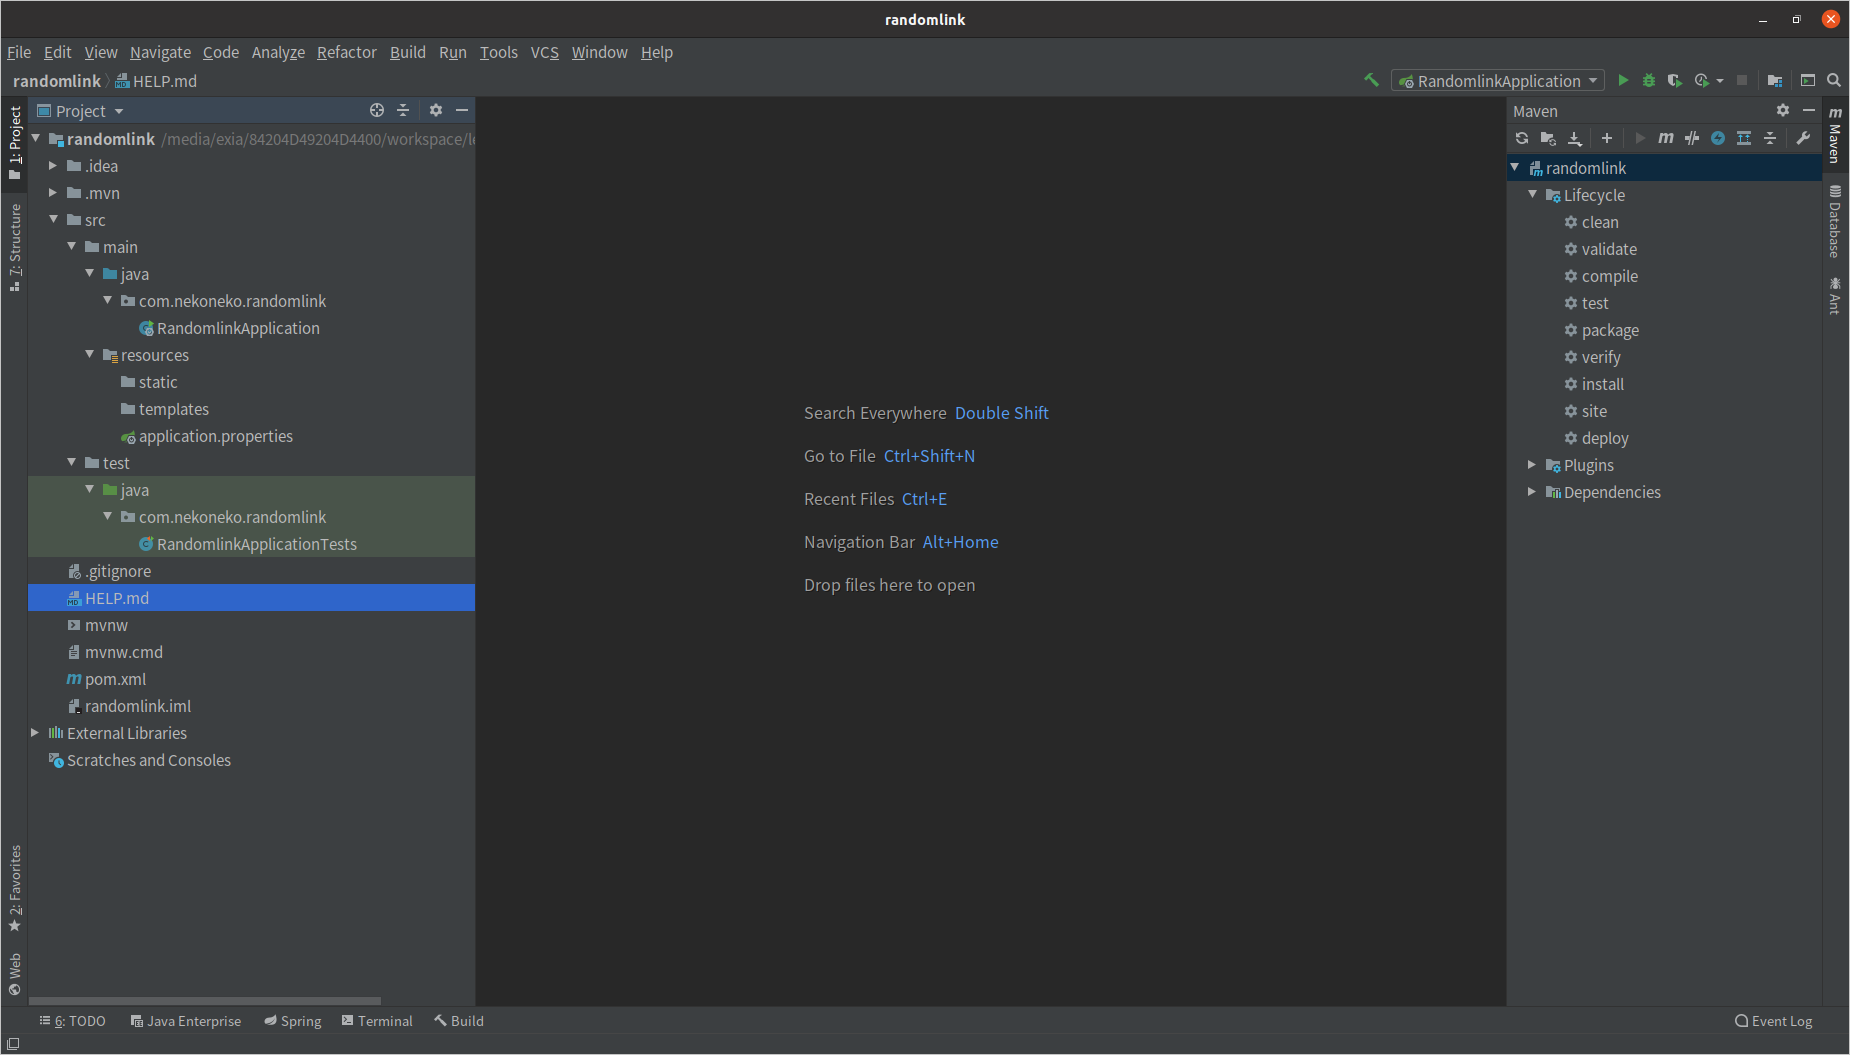 randomlink
File Edit View Navigate Code Analyze Refactor Build Run Tools VCS Window Help
randomlink HELP.md
RandomlinkApplication
1: Project
7: Structure
2: Favorites
Web
Project
randomlink /media/exia/84204D49204D4400/workspace/l
.idea
.mvn
src
main
java
com.nekoneko.randomlink
RandomlinkApplication
resources
static
templates
application.properties
test
java
com.nekoneko.randomlink
RandomlinkApplicationTests
.gitignore
HELP.md
mvnw
mvnw.cmd
pom.xml
randomlink.iml
External Libraries
Scratches and Consoles
Search Everywhere Double Shift
Go to File Ctrl+Shift+N
Recent Files Ctrl+E
Navigation Bar Alt+Home
Drop files here to open
Maven
randomlink
Lifecycle
clean
validate
compile
test
package
verify
install
site
deploy
Plugins
Dependencies
Maven
Database
Ant
6: TODO Java Enterprise Spring Terminal Build Event Log